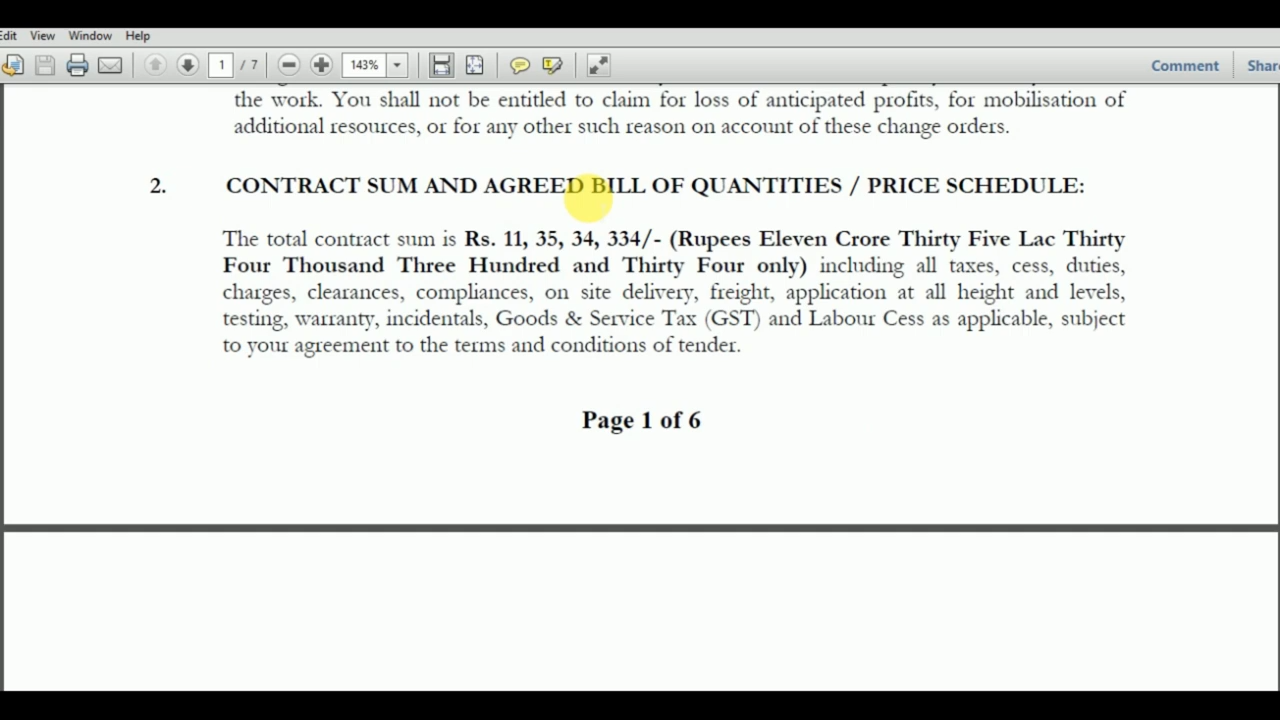 Edit View Window Help
1 / 7 143% Comment Share
the work. You shall not be entitled to claim for loss of anticipated profits, for mobilisation of
additional resources, or for any other such reason on account of these change orders.
2. CONTRACT SUM AND AGREED BILL OF QUANTITIES / PRICE SCHEDULE:
The total contract sum is Rs. 11, 35, 34, 334/- (Rupees Eleven Crore Thirty Five Lac Thirty
Four Thousand Three Hundred and Thirty Four only) including all taxes, cess, duties,
charges, clearances, compliances, on site delivery, freight, application at all height and levels,
testing, warranty, incidentals, Goods & Service Tax (GST) and Labour Cess as applicable, subject
to your agreement to the terms and conditions of tender.
Page 1 of 6